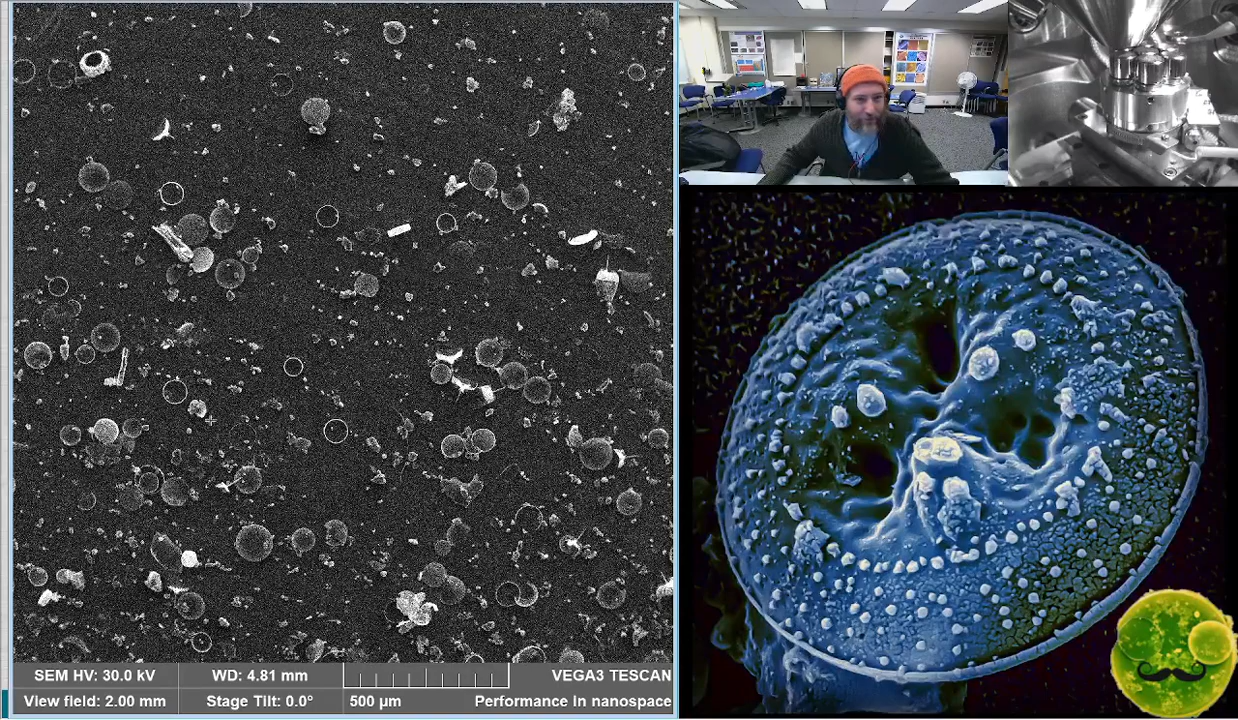 SEM HV: 30.0 kV WD: 4.81 mm VEGA3 TESCAN
View field: 2.00 mm Stage Tilt: 0.0° 500 µm Performance in nanospace